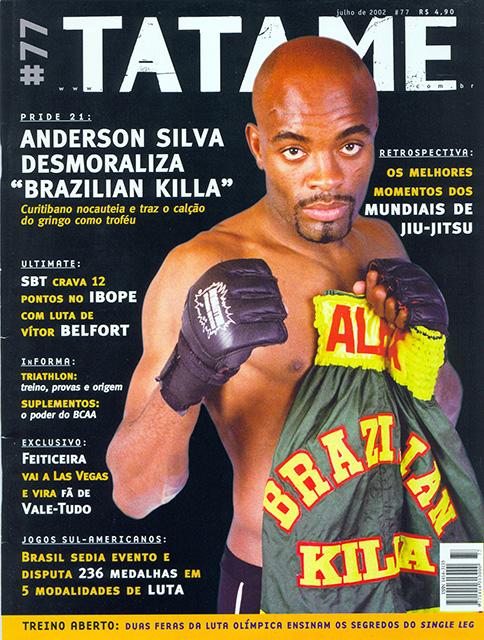 julho de 2002 #77 R$ 4,90
#77
TATAME
www. .com.br
PRIDE 21:
ANDERSON SILVA
DESMORALIZA
“BRAZILIAN KILLA”
Curitibano nocauteia e traz o calção
do gringo como troféu
RETROSPECTIVA:
OS MELHORES
MOMENTOS DOS
MUNDIAIS DE
JIU-JITSU
ULTIMATE:
SBT CRAVA 12
PONTOS NO IBOPE
COM LUTA DE
VÍTOR BELFORT
INFORMA:
TRIATHLON:
treino, provas e origem
SUPLEMENTOS:
o poder do BCAA
EXCLUSIVO:
FEITICEIRA
VAI A LAS VEGAS
E VIRA FÃ DE
VALE-TUDO
JOGOS SUL-AMERICANOS:
BRASIL SEDIA EVENTO E
DISPUTA 236 MEDALHAS EM
5 MODALIDADES DE LUTA
AL
BRAZILIAN
KILLA
TREINO ABERTO: DUAS FERAS DA LUTA OLÍMPICA ENSINAM OS SEGREDOS DO SINGLE LEG